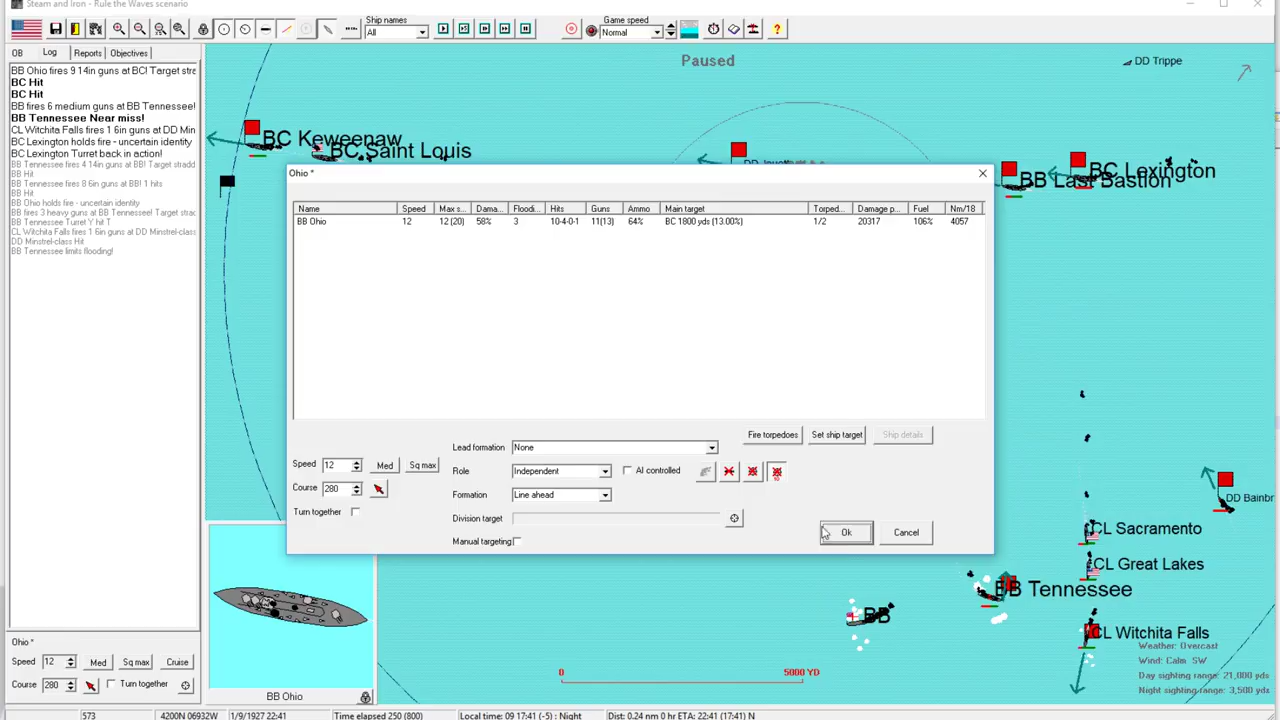 Steam and Iron - Rule the Waves scenario
Ship names
All
Game speed
Normal
OB
Log
Reports
Objectives
BB Ohio fires 9 14in guns at BC! Target stra
BC Hit
BC Hit
BB fires 6 medium guns at BB Tennessee!
BB Tennessee Near miss!
CL Witchita Falls fires 1 6in guns at DD Min
BC Lexington holds fire - uncertain identity
BC Lexington Turret back in action!
BB Tennessee fires 4 14in guns at BB! Target stradd
BB Hit
BB Tennessee fires 8 6in guns at BB! 1 hits
BB Hit
BB Ohio holds fire - uncertain identity
BB fires 3 heavy guns at BB Tennessee! Target strac
BB Tennessee Turret Y hit T
CL Witchita Falls fires 1 6in guns at DD Minstrel-class
DD Minstrel-class Hit
BB Tennessee limits flooding!
Paused
DD Trippe
BC Keweenaw
BC Saint Louis
BC Lexington
BB Last Bastion
Ohio *
Name
Speed
Max s...
Dama...
Floodi...
Hits
Guns
Ammo
Main target
Torped...
Damage p...
Fuel
Nm/18
BB Ohio
12
12 (20)
58%
3
10-4-0-1
11(13)
64%
BC 1800 yds (13.00%)
1/2
20317
106%
4057
Fire torpedoes
Set ship target
Ship details
Lead formation
None
Speed
12
Med
Sq max
Role
Independent
AI controlled
Course
280
Formation
Line ahead
Turn together
Division target
Manual targeting
Ok
Cancel
DD Bainbr
CL Sacramento
CL Great Lakes
BB Tennessee
BB
CL Witchita Falls
Weather: Overcast
Wind: Calm SW
Day sighting range: 21,000 yds
Night sighting range: 3,500 yds
0
5000 YD
Ohio *
Speed
12
Med
Sq max
Cruise
Course
280
Turn together
BB Ohio
573
4200N 06932W
1/9/1927 22:41
Time elapsed 250 (800)
Local time: 09 17:41 (-5) : Night
Dist: 0.24 nm 0 hr ETA: 22:41 (17:41) N